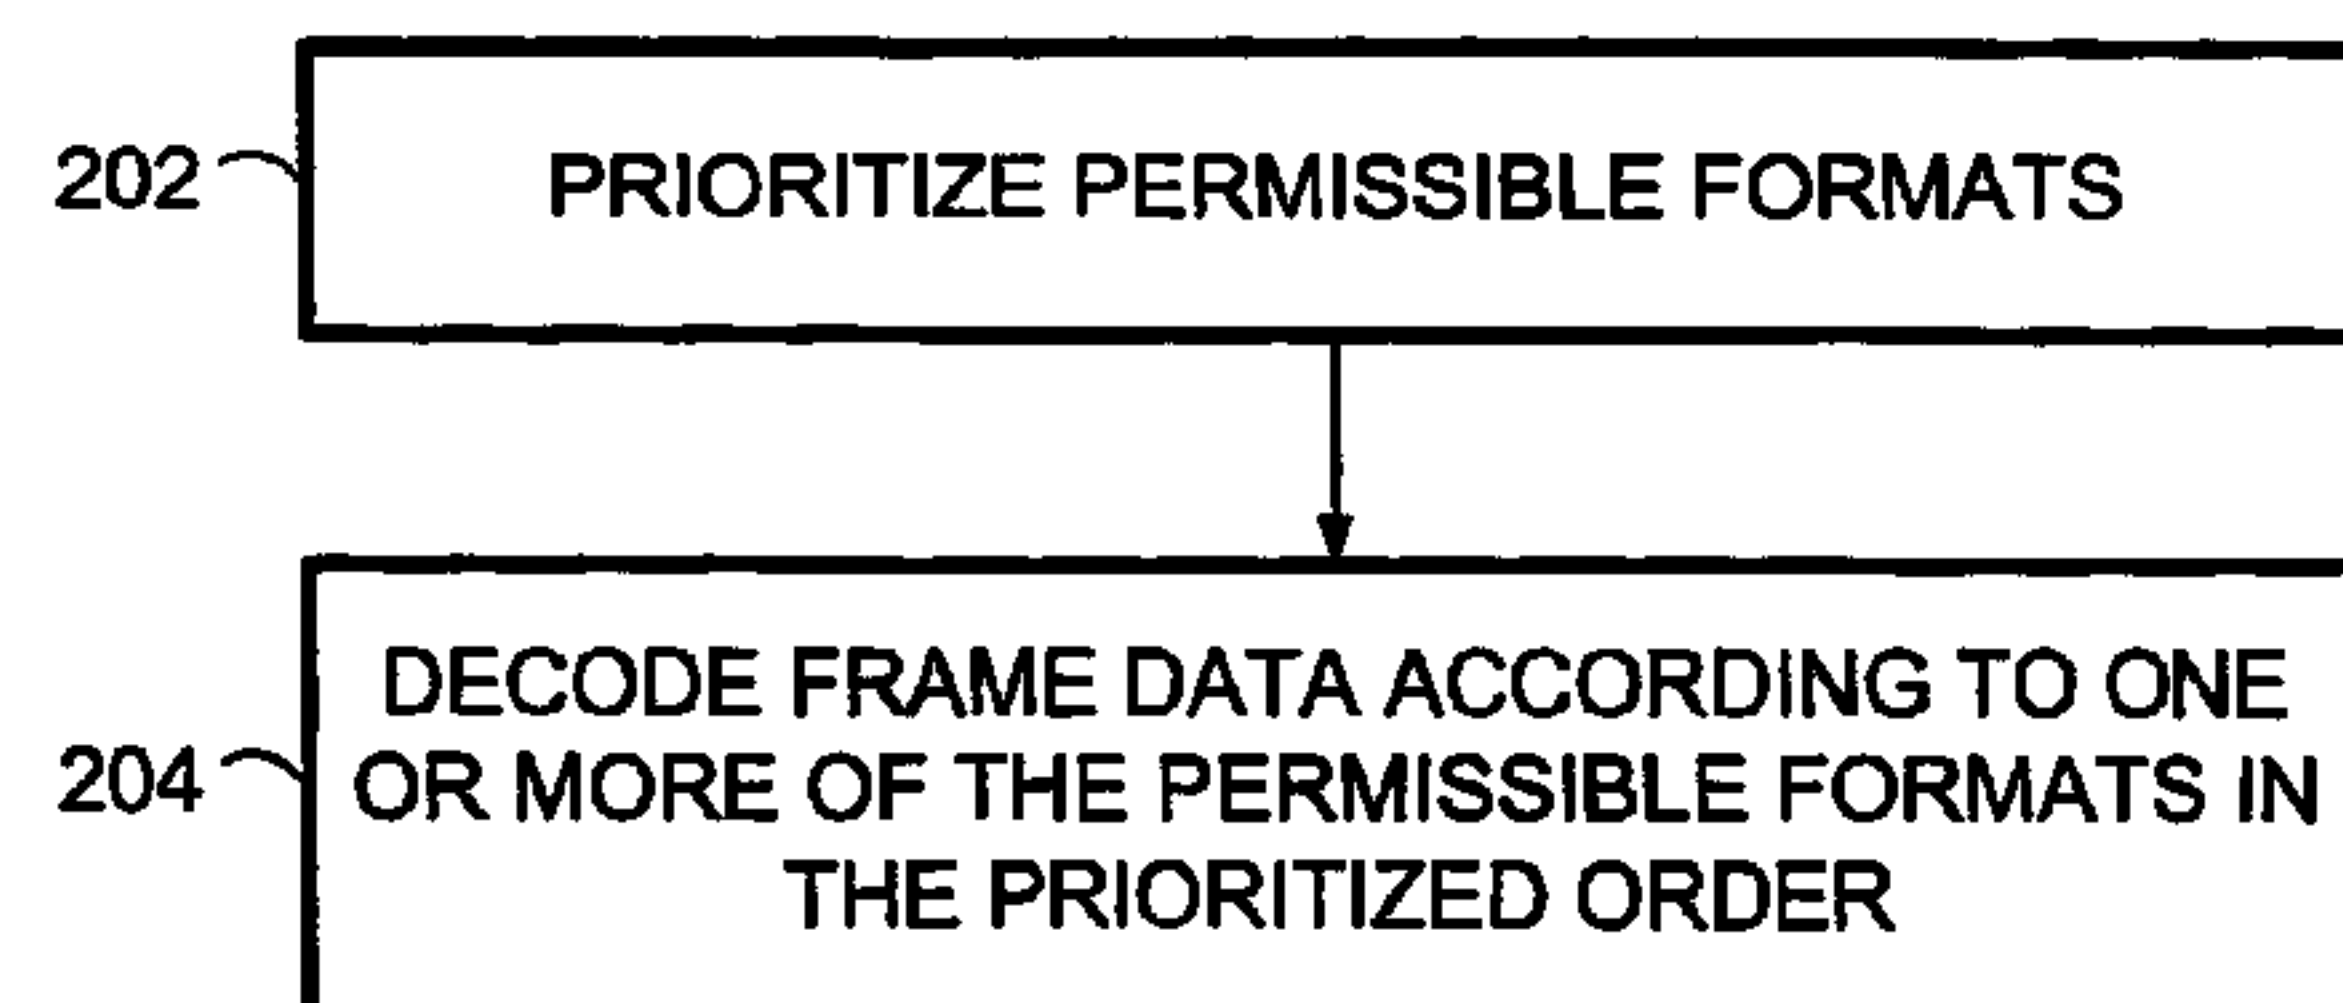 202
PRIORITIZE PERMISSIBLE FORMATS
DECODE FRAME DATA ACCORDING TO ONE
204
OR MORE OF THE PERMISSIBLE FORMATS IN
THE PRIORITIZED ORDER